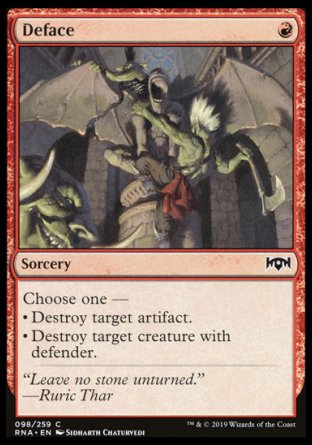 Deface
Sorcery
Choose one —
• Destroy target artifact.
• Destroy target creature with
defender.
“Leave no stone unturned.”
—Ruric Thar
098/259 C
RNA • EN Sidharth Chaturvedi
™ & © 2019 Wizards of the Coast